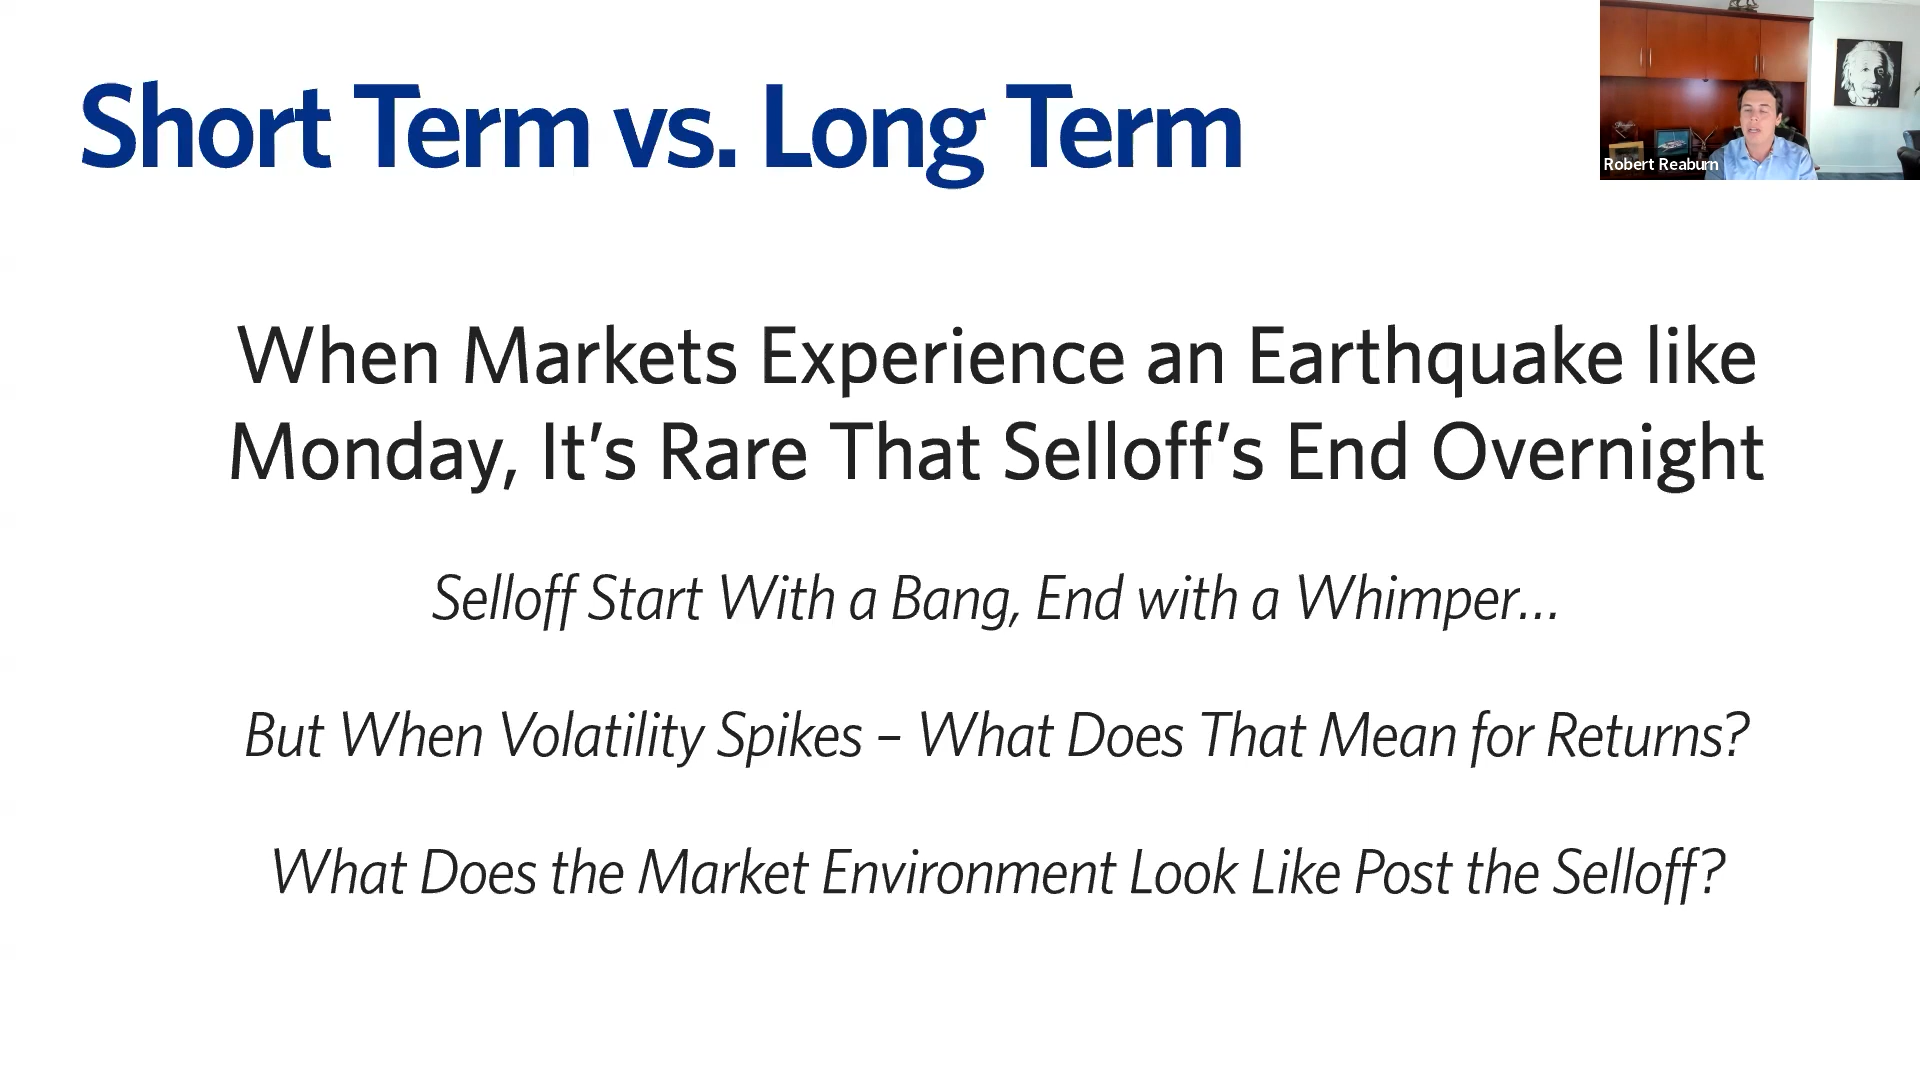 Short Term vs. Long Term
Robert Reaburn
When Markets Experience an Earthquake like
Monday, It’s Rare That Selloff’s End Overnight
Selloff Start With a Bang, End with a Whimper…
But When Volatility Spikes – What Does That Mean for Returns?
What Does the Market Environment Look Like Post the Selloff?